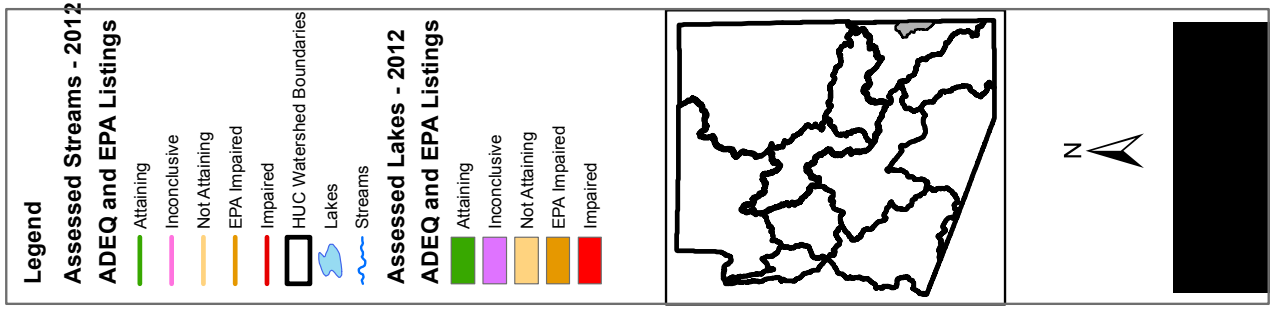 Legend
Assessed Streams - 2012
ADEQ and EPA Listings
Attaining
Inconclusive
Not Attaining
EPA Impaired
Impaired
HUC Watershed Boundaries
Lakes
Streams
Assessed Lakes - 2012
ADEQ and EPA Listings
Attaining
Inconclusive
Not Attaining
EPA Impaired
Impaired
N